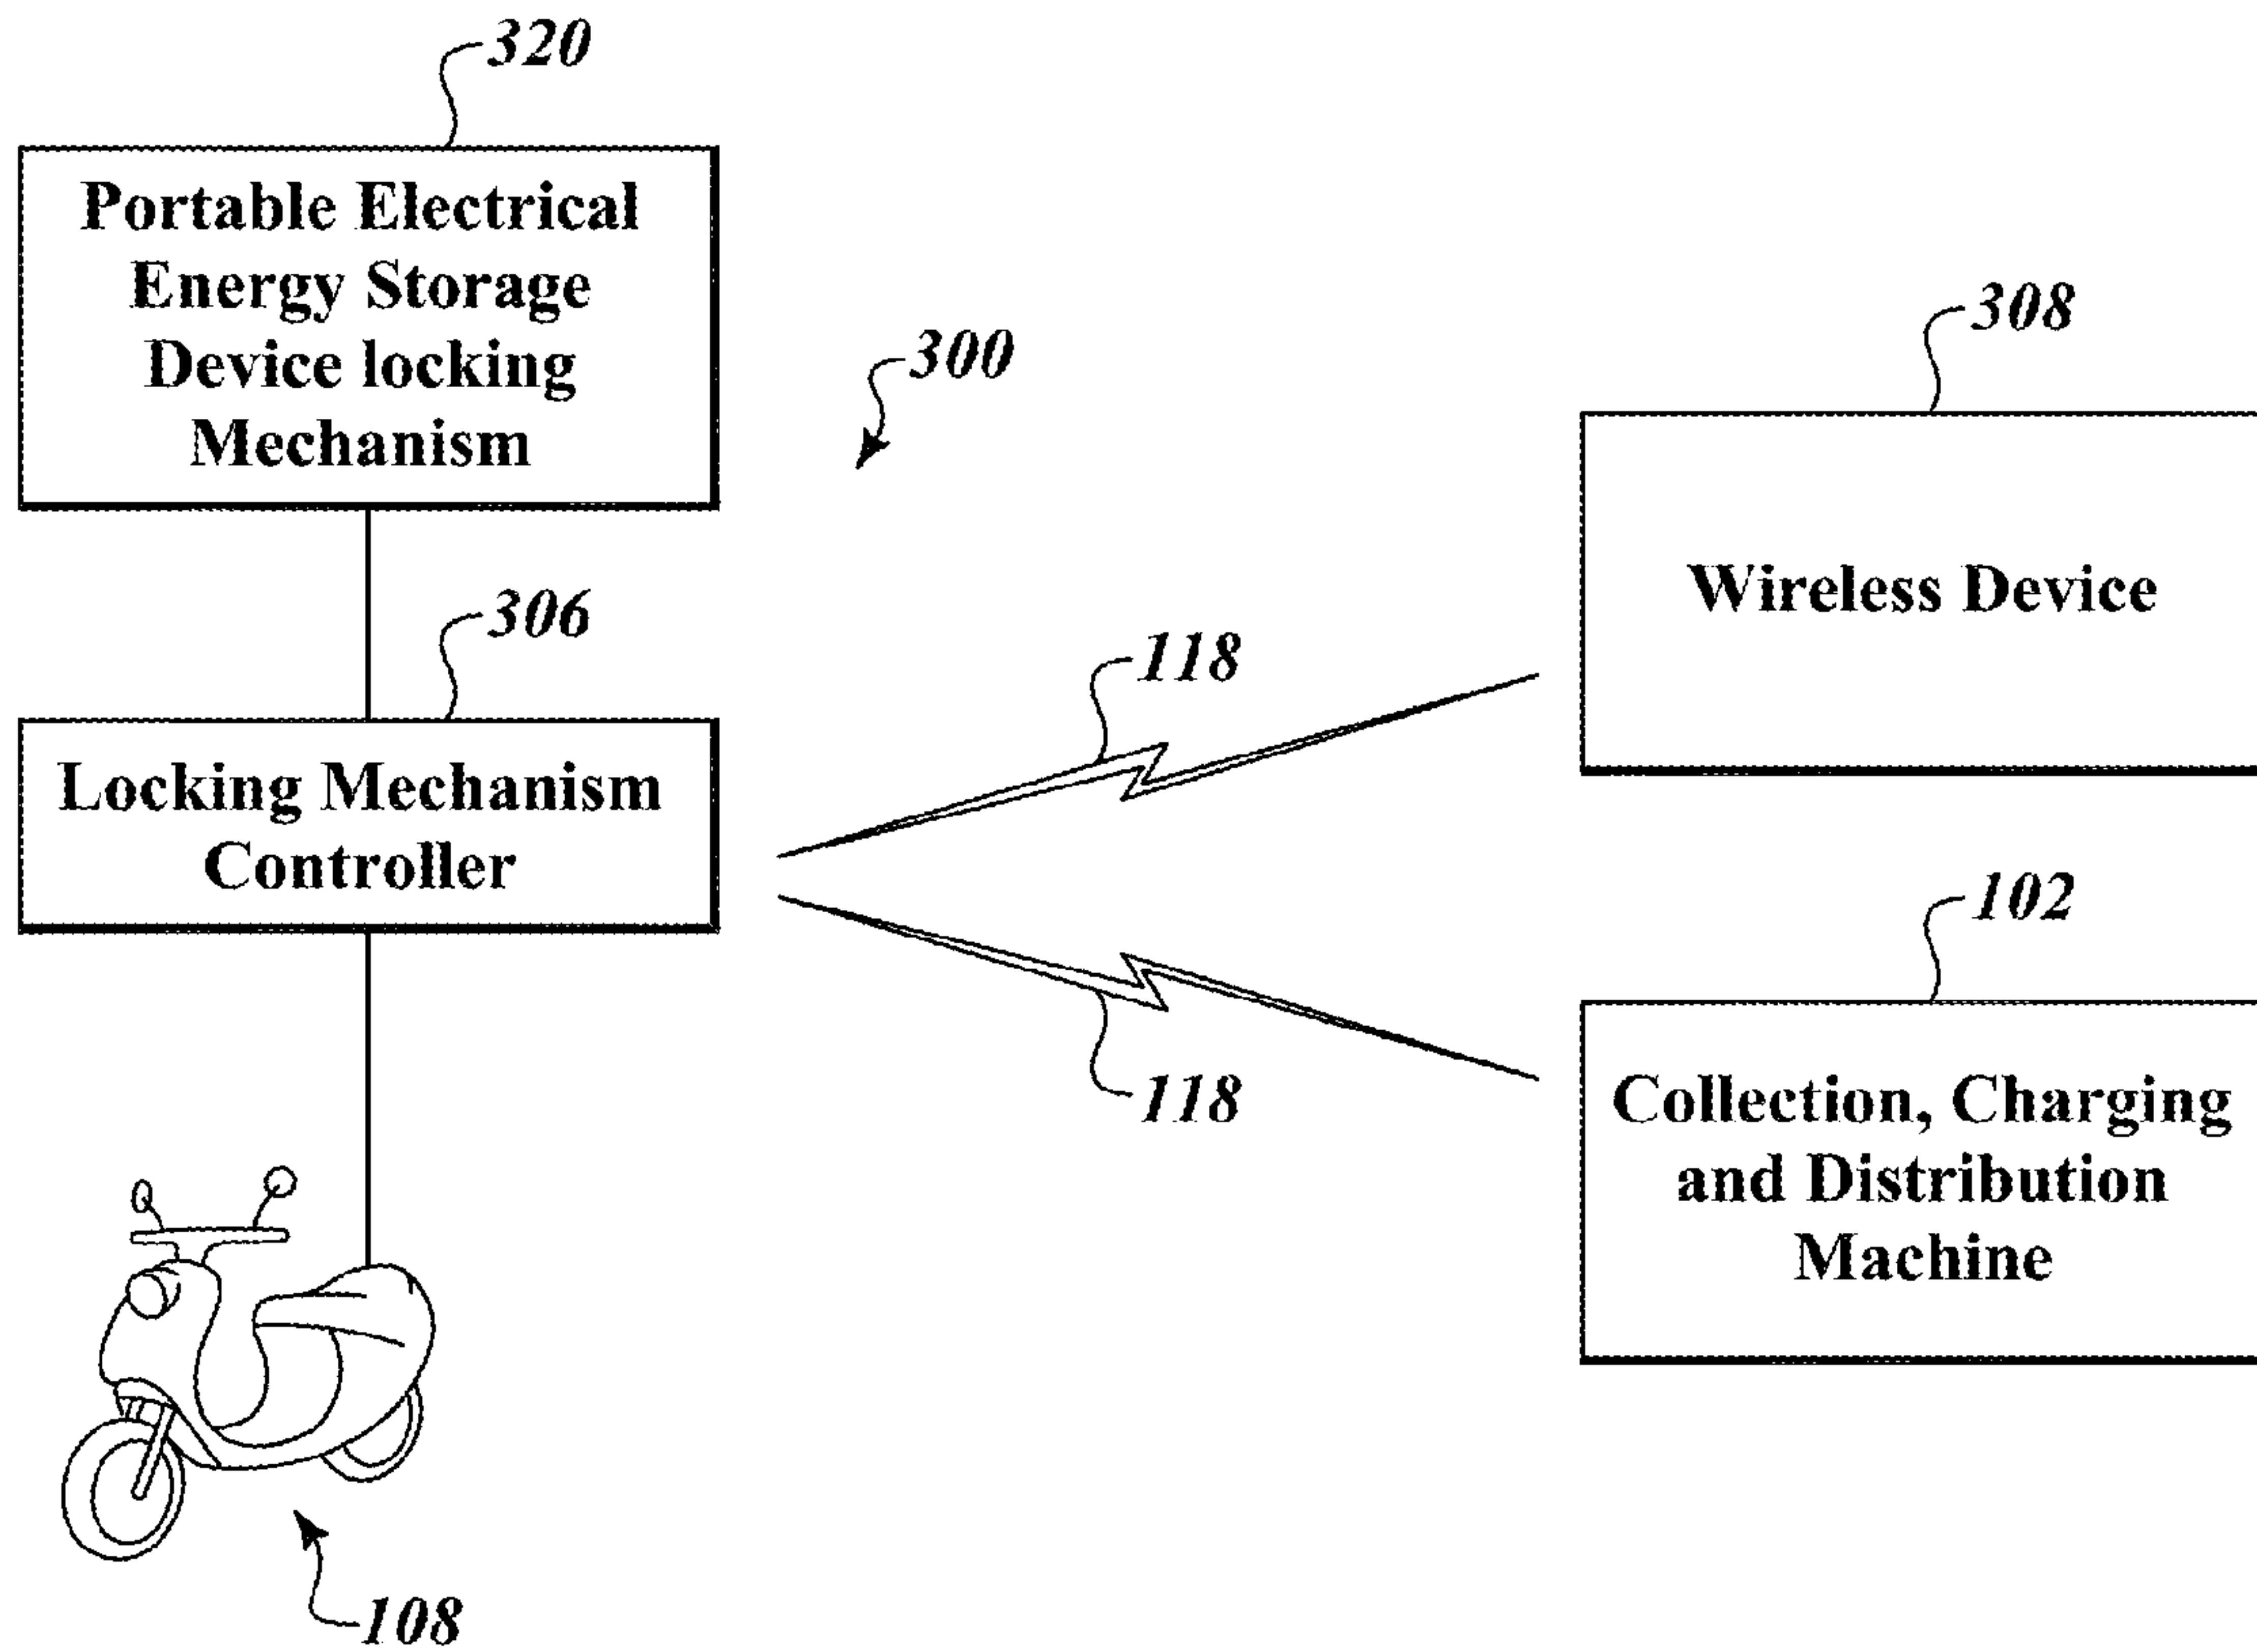 320
Portable Electrical
Energy Storage
Device locking
Mechanism
300
308
Wireless Device
306
118
Locking Mechanism
Controller
102
118
Collection, Charging
and Distribution
Machine
108